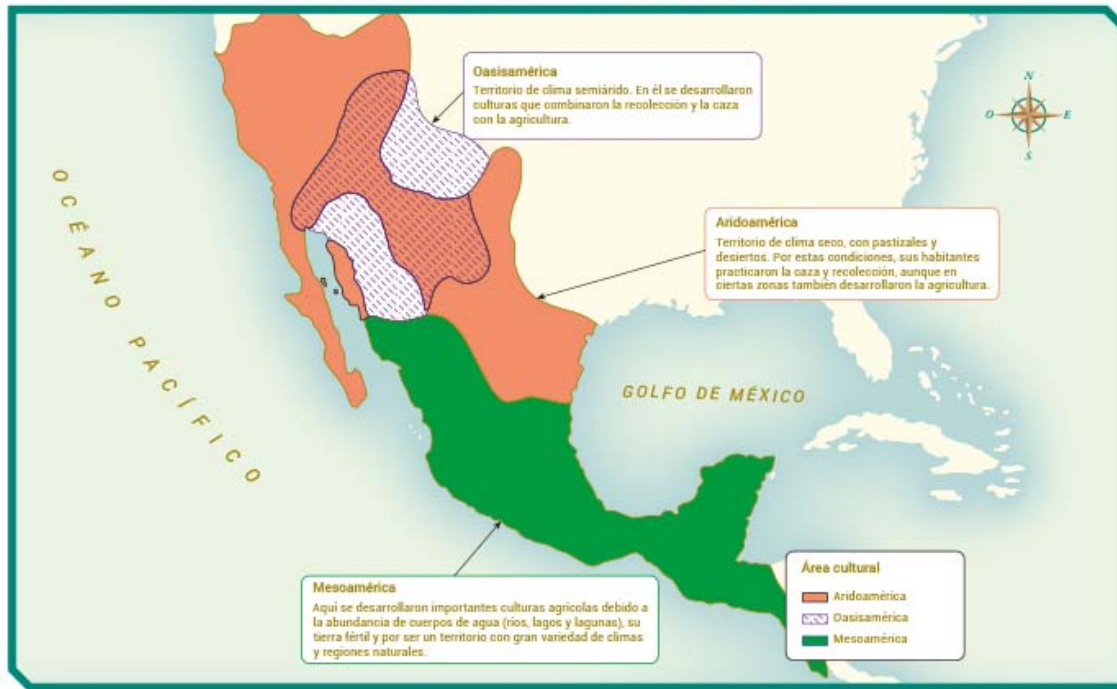 Oasisamérica
Territorio de clima semiárido. En él se desarrollaron
culturas que combinaron la recolección y la caza
con la agricultura.
N
O
E
S
OCÉANO PACÍFICO
Aridoamérica
Territorio de clima seco, con pastizales y
desiertos. Por estas condiciones, sus habitantes
practicaron la caza y recolección, aunque en
ciertas zonas también desarrollaron la agricultura.
GOLFO DE MÉXICO
Mesoamérica
Aquí se desarrollaron importantes culturas agrícolas debido a
la abundancia de cuerpos de agua (ríos, lagos y lagunas), su
tierra fértil y por ser un territorio con gran variedad de climas
y regiones naturales.
Área cultural
Aridoamérica
Oasisamérica
Mesoamérica